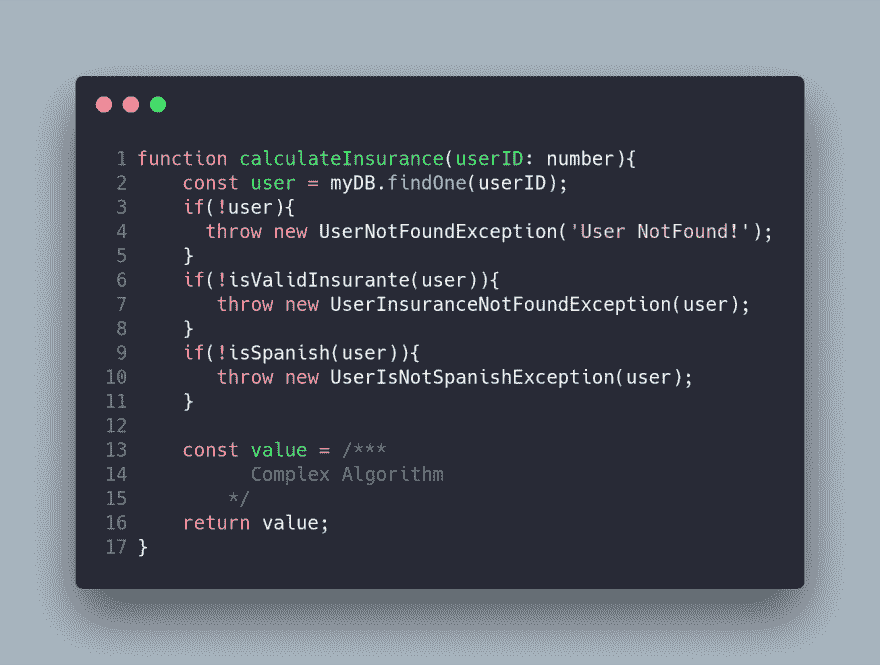 1 function calculateInsurance(userID: number){
2     const user = myDB.findOne(userID);
3     if(!user){
4       throw new UserNotFoundException('User NotFound!');
5     }
6     if(!isValidInsurante(user)){
7        throw new UserInsuranceNotFoundException(user);
8     }
9     if(!isSpanish(user)){
10        throw new UserIsNotSpanishException(user);
11     }
12
13     const value = /***
14           Complex Algorithm
15         */
16     return value;
17 }